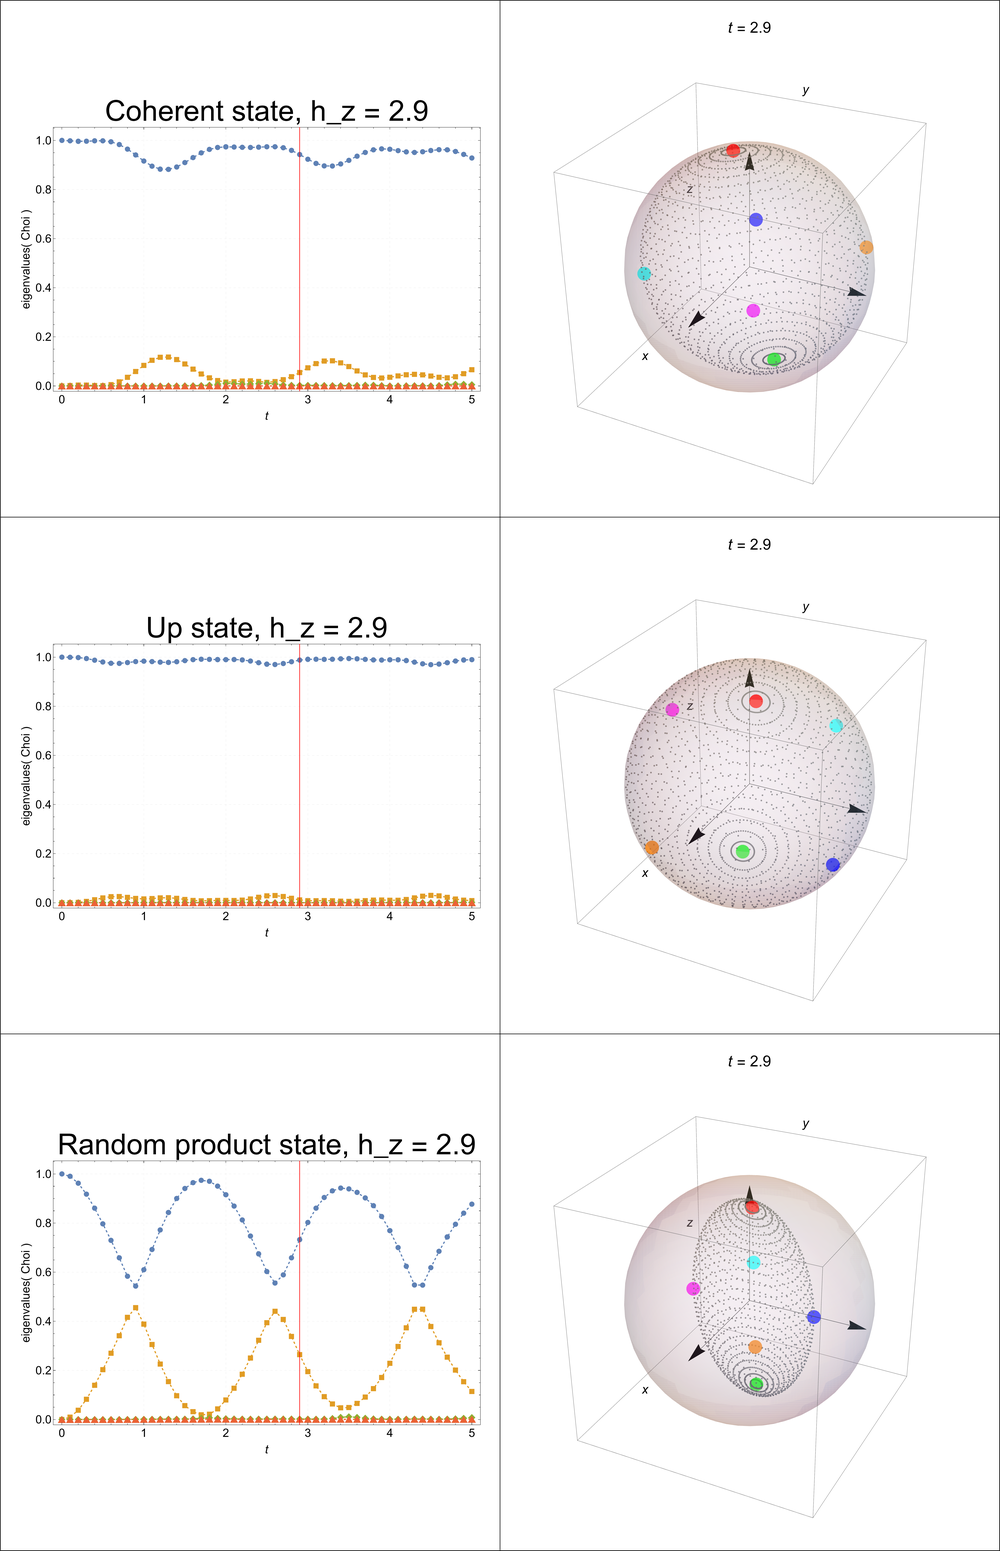 t = 2.9
Coherent state, h_z = 2.9
eigenvalues( Choi )
1.0
0.8
0.6
0.4
0.2
0.0
0 1 2 3 4 5
t
y
z
x
t = 2.9
Up state, h_z = 2.9
eigenvalues( Choi )
1.0
0.8
0.6
0.4
0.2
0.0
0 1 2 3 4 5
t
y
z
x
t = 2.9
Random product state, h_z = 2.9
eigenvalues( Choi )
1.0
0.8
0.6
0.4
0.2
0.0
0 1 2 3 4 5
t
y
z
x